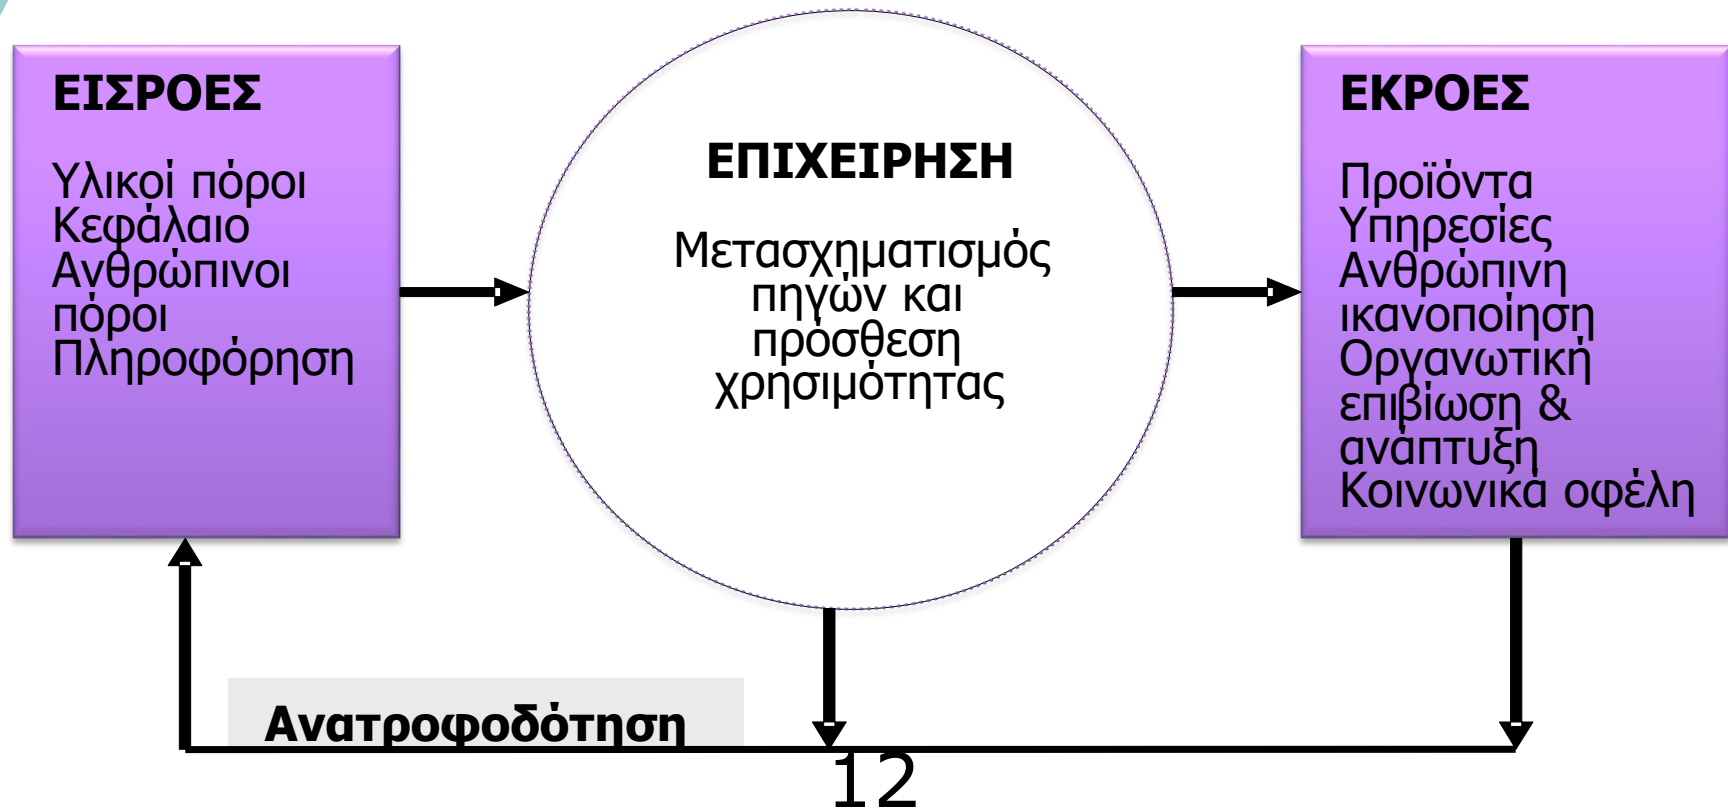 ΕΙΣΡΟΕΣ
Υλικοί πόροι
Κεφάλαιο
Ανθρώπινοι
πόροι
Πληροφόρηση
ΕΠΙΧΕΙΡΗΣΗ
Μετασχηματισμός
πηγών και
πρόσθεση
χρησιμότητας
ΕΚΡΟΕΣ
Προϊόντα
Υπηρεσίες
Ανθρώπινη
ικανοποίηση
Οργανωτική
επιβίωση &
ανάπτυξη
Κοινωνικά οφέλη
Ανατροφοδότηση
12